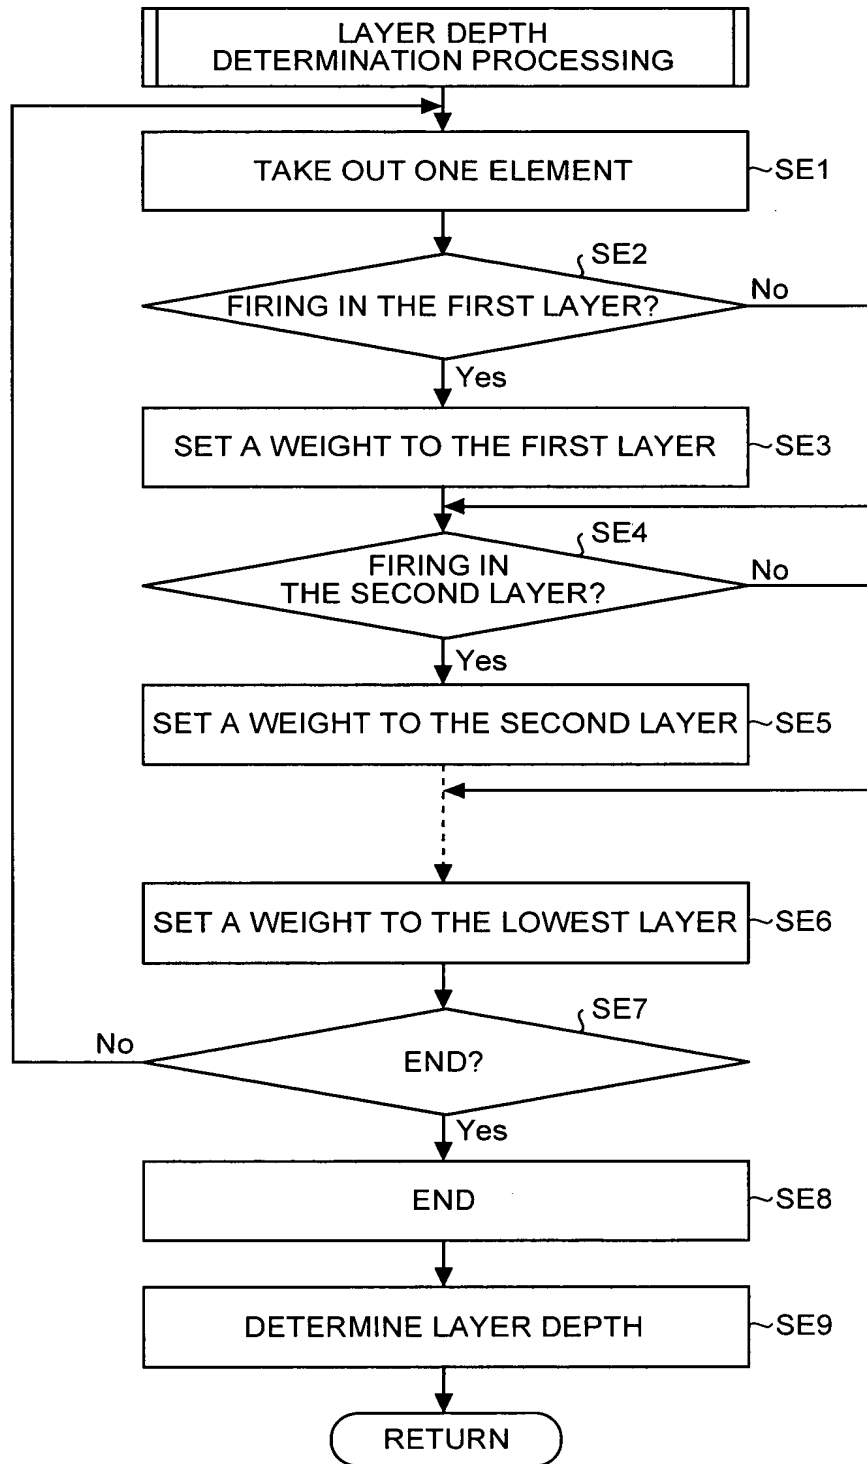 LAYER DEPTH
DETERMINATION PROCESSING
TAKE OUT ONE ELEMENT
SE1
SE2
FIRING IN THE FIRST LAYER?
No
Yes
SET A WEIGHT TO THE FIRST LAYER
SE3
SE4
FIRING IN
THE SECOND LAYER?
No
Yes
SET A WEIGHT TO THE SECOND LAYER
SE5
SET A WEIGHT TO THE LOWEST LAYER
SE6
SE7
No
END?
Yes
END
SE8
DETERMINE LAYER DEPTH
SE9
RETURN